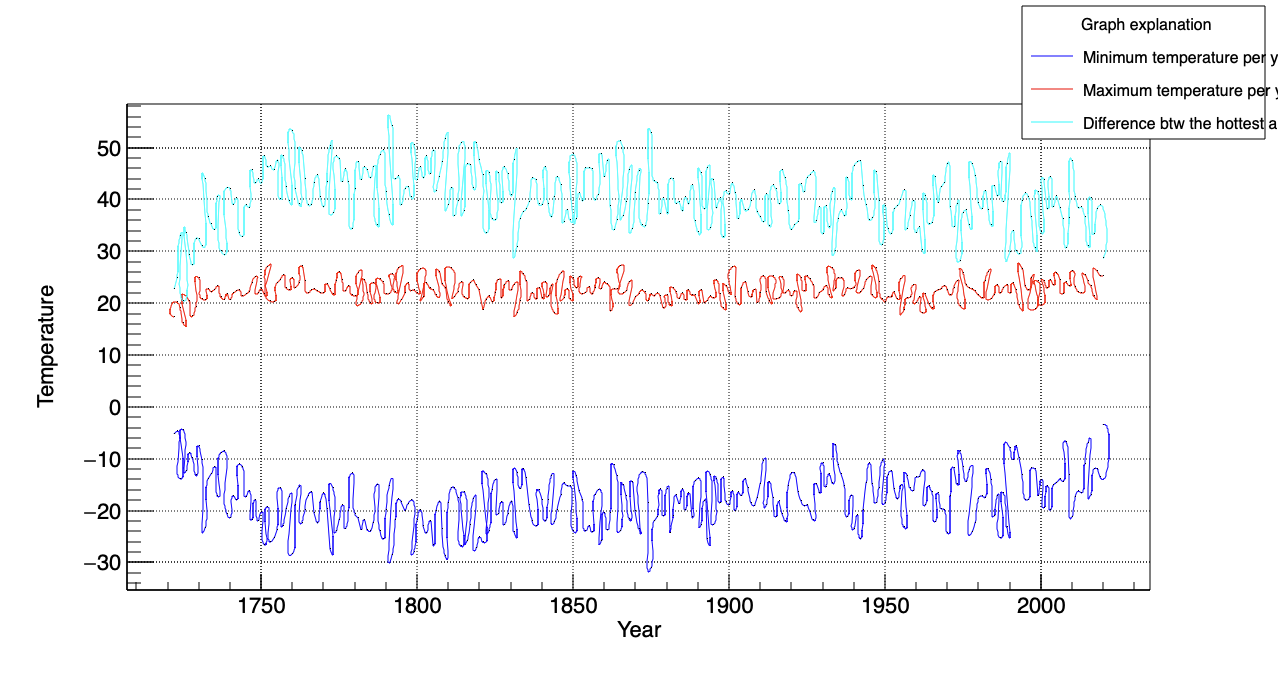 Graph explanation
Minimum temperature per y
Maximum temperature per y
Difference btw the hottest a
50
40
30
20
10
0
−10
−20
−30
Temperature
1750 1800 1850 1900 1950 2000
Year